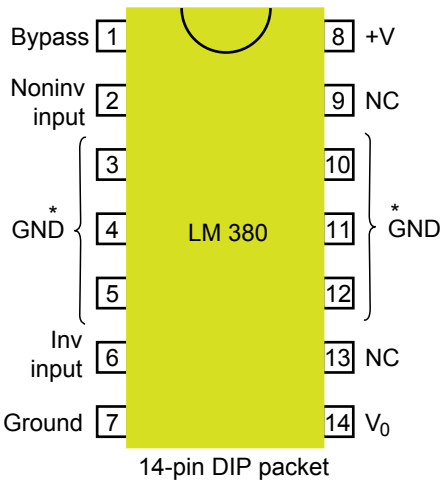 Bypass 1 8 +V
Noninv
input 2 9 NC
3 10
* GND 4 LM 380 11 * GND
5 12
Inv
input 6 13 NC
Ground 7 14 V₀
14-pin DIP packet